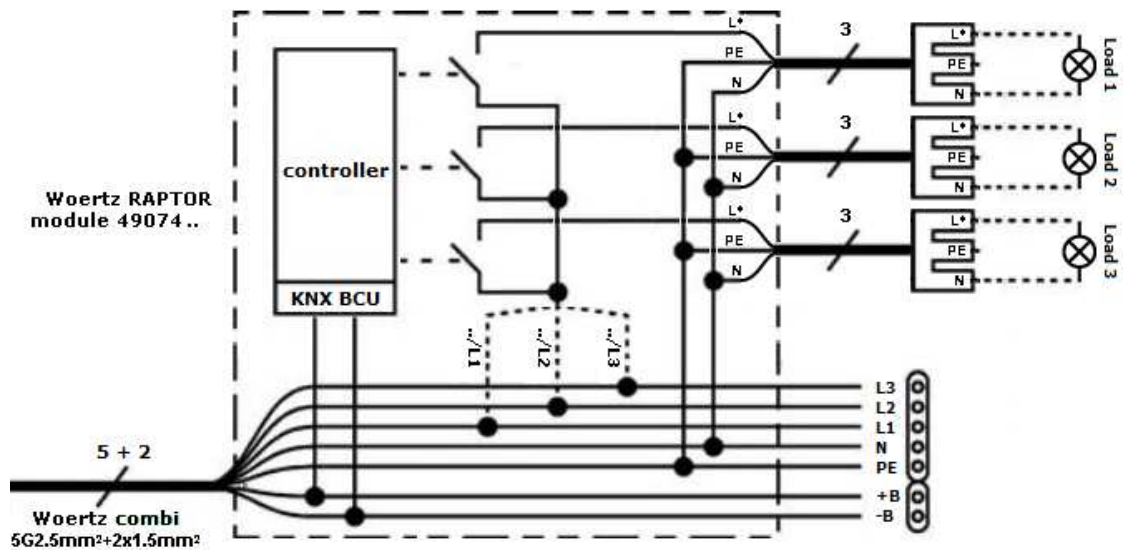 L*
PE
N
3
L*
PE
N
Load 1
controller
L*
PE
N
3
L*
PE
N
Load 2
Woertz RAPTOR
module 49074..
L*
PE
N
3
L*
PE
N
Load 3
KNX BCU
../L1
../L2
../L3
L3
L2
L1
N
PE
+B
-B
5 + 2
Woertz combi
5G2.5mm²+2x1.5mm²